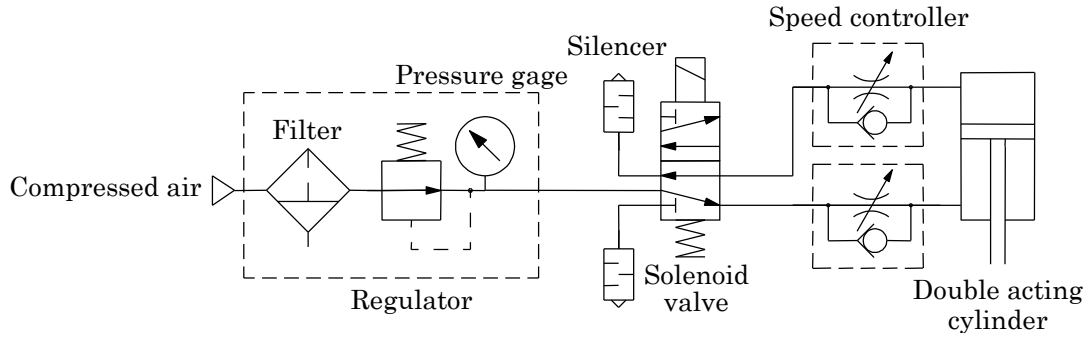 Speed controller
Silencer
Pressure gage
Filter
Compressed air
Regulator
Solenoid
valve
Double acting
cylinder